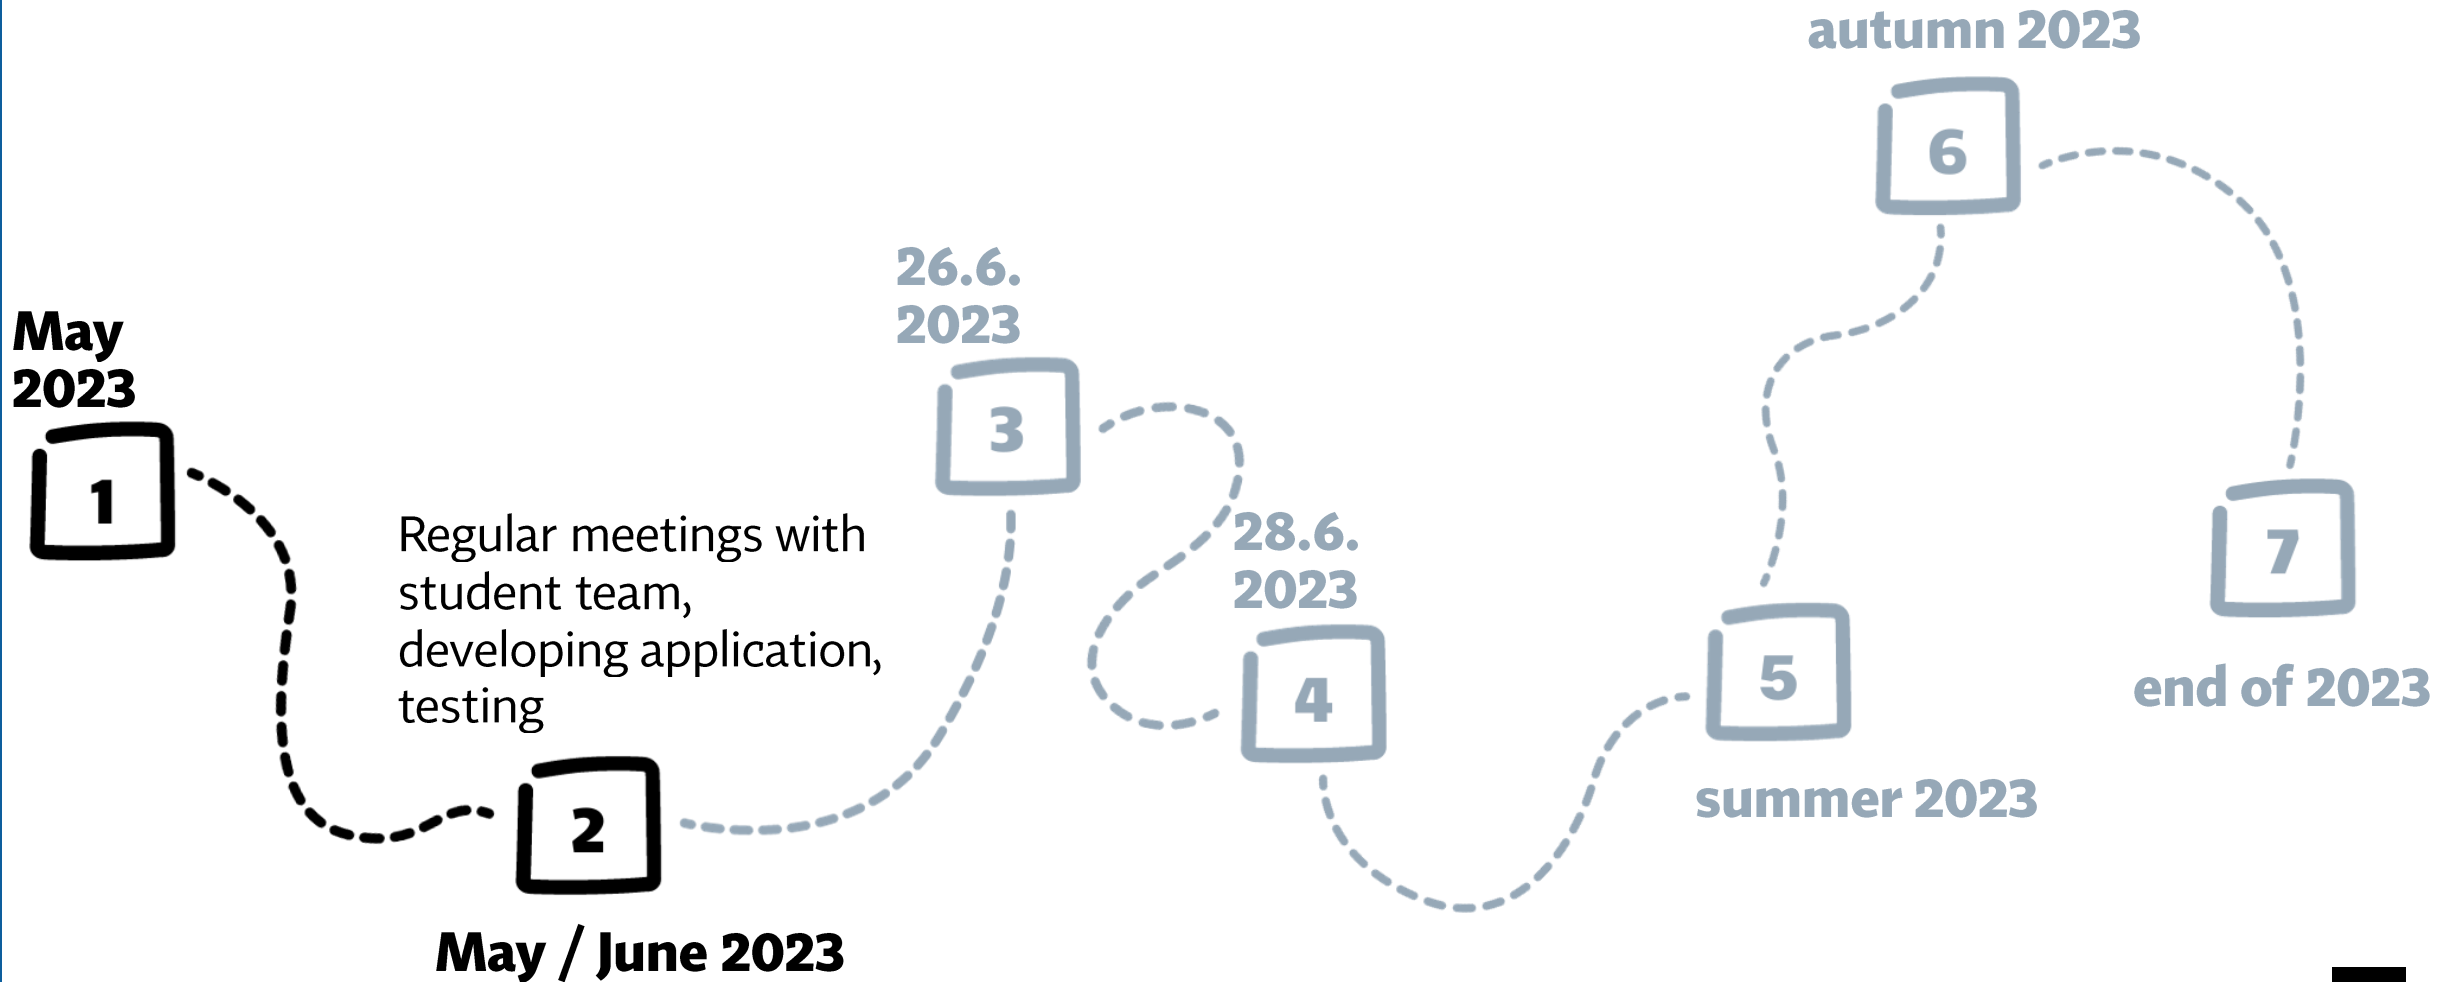 May
2023
1
Regular meetings with
student team,
developing application,
testing
2
May / June 2023
26.6.
2023
3
28.6.
2023
4
5
summer 2023
autumn 2023
6
7
end of 2023